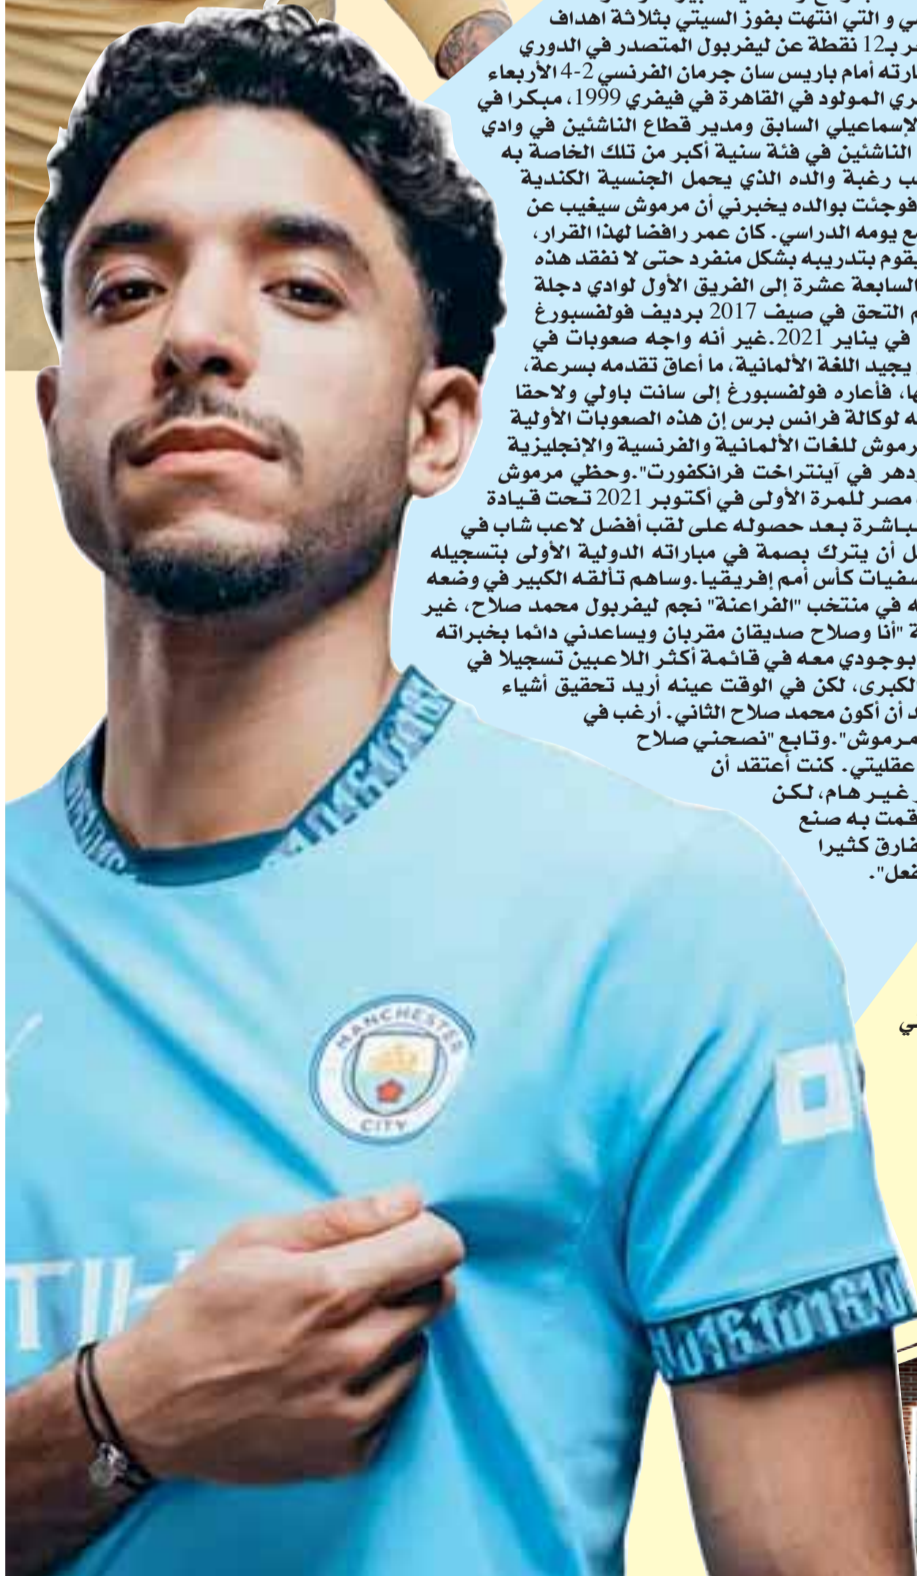 ي و التي انتهت بفوز السيتي بثلاثة اهداف
ر بـ12 نقطة عن ليفربول المتصدر في الدوري
ارته أمام باريس سان جرمان الفرنسي 2-4 الأربعاء
ري المولود في القاهرة في فيفري 1999، مبكرا في
لإسماعيلي السابق ومدير قطاع الناشئين في وادي
الناشئين في فئة سنية أكبر من تلك الخاصة به
ب رغبة والده الذي يحمل الجنسية الكندية
فوجئت بوالده يخبرني أن مرموش سيغيب عن
ع يومه الدراسي. كان عمر رافضا لهذا القرار،
يقوم بتدريبه بشكل منفرد حتى لا نفقد هذه
السابعة عشرة إلى الفريق الأول لوادي دجلة
م التحق في صيف 2017 برديف فولفسبورغ
في يناير 2021.غير أنه واجه صعوبات في
يجيد اللغة الألمانية، ما أعاق تقدمه بسرعة،
ها، فأعاره فولفسبورغ إلى سانت باولي ولاحقا
له لوكالة فرانس برس إن هذه الصعوبات الأولية
رموش للغات الألمانية والفرنسية والإنجليزية
دهر في آينتراخت فرانكفورت".وحظي مرموش
مصر للمرة الأولى في أكتوبر 2021 تحت قيادة
مباشرة بعد حصوله على لقب أفضل لاعب شاب في
ل أن يترك بصمة في مباراته الدولية الأولى بتسجيله
صفيات كأس أمم إفريقيا.وساهم تألقه الكبير في وضعه
ه في منتخب "الفراعنة" نجم ليفربول محمد صلاح، غير
ة "أنا وصلاح صديقان مقربان ويساعدني دائما بخبراته
بوجودي معه في قائمة أكثر اللاعبين تسجيلا في
الكبرى، لكن في الوقت عينه أريد تحقيق أشياء
د أن أكون محمد صلاح الثاني. أرغب في
مرموش".وتابع "نصحني صلاح
عقليتي. كنت أعتقد أن
ر غير هام، لكن
قمت به صنع
فارق كثيرا
فعل".
ي
MANCHESTER
CITY
TIH